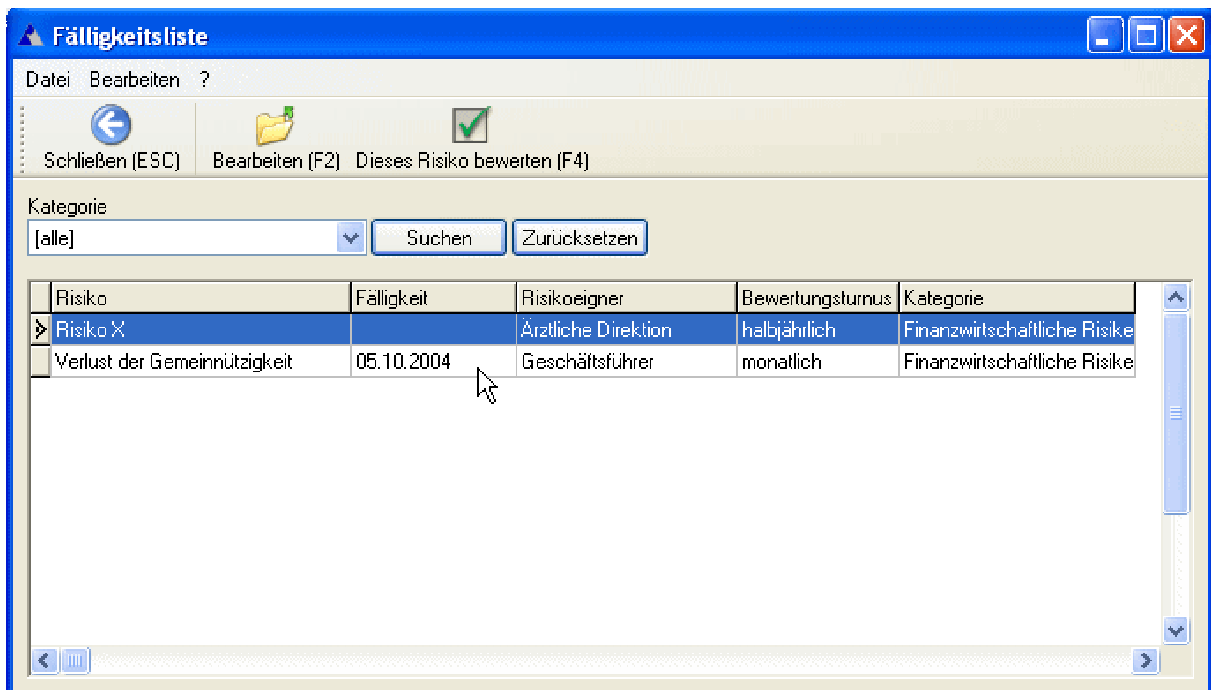 Fälligkeitsliste
Datei Bearbeiten ?
Schließen (ESC) Bearbeiten (F2) Dieses Risiko bewerten (F4)
Kategorie
[alle] Suchen Zurücksetzen
Risiko Fälligkeit Risikoeigner Bewertungsturnus Kategorie
Risiko X Ärztliche Direktion halbjährlich Finanzwirtschaftliche Risike
Verlust der Gemeinnützigkeit 05.10.2004 Geschäftsführer monatlich Finanzwirtschaftliche Risike